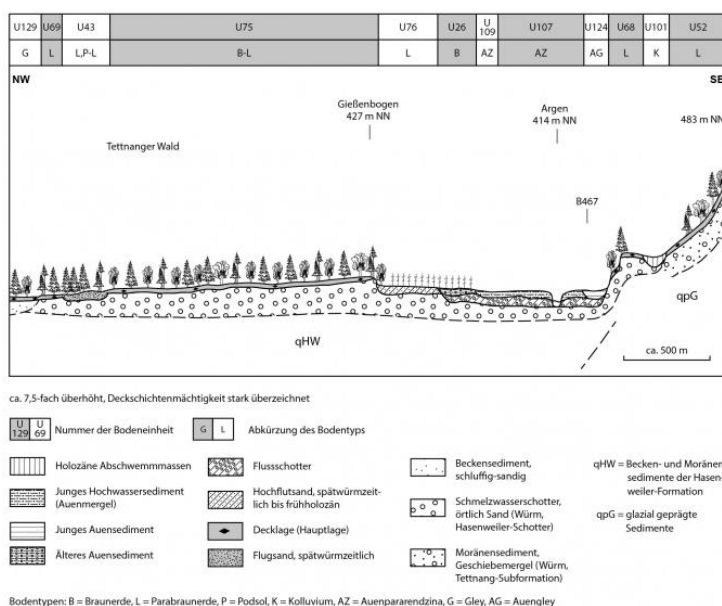 U129 U69 U43 U75 U76 U26 U 109 U107 U124 U68 U101 U52
G L L,P-L B-L L B AZ AZ AG L K L
NW SE
Gießenbogen
427 m NN
Argen
414 m NN
483 m NN
Tettnanger Wald
B467
qHW
qpG
ca. 500 m
ca. 7,5-fach überhöht, Deckschichtenmächtigkeit stark überzeichnet
U 129 U 69 Nummer der Bodeneinheit
G L Abkürzung des Bodentyps
Holozäne Abschwemmmassen
Junges Hochwassersediment
(Auenmergel)
Junges Auensediment
Älteres Auensediment
Flussschotter
Hochflutsand, spätwürmzeit-
lich bis frühholozän
Decklage (Hauptlage)
Flugsand, spätwürmzeitlich
Beckensediment,
schluffig-sandig
Schmelzwasserschotter,
örtlich Sand (Würm,
Hasenweiler-Schotter)
Moränensediment,
Geschiebemergel (Würm,
Tettnang-Subformation)
qHW = Becken- und Moränen-
sedimente der Hasen-
weiler-Formation
qpG = glazial geprägte
Sedimente
Bodentypen: B = Braunerde, L = Parabraunerde, P = Podsol, K = Kolluvium, AZ = Auenpararendzina, G = Gley, AG = Auengley